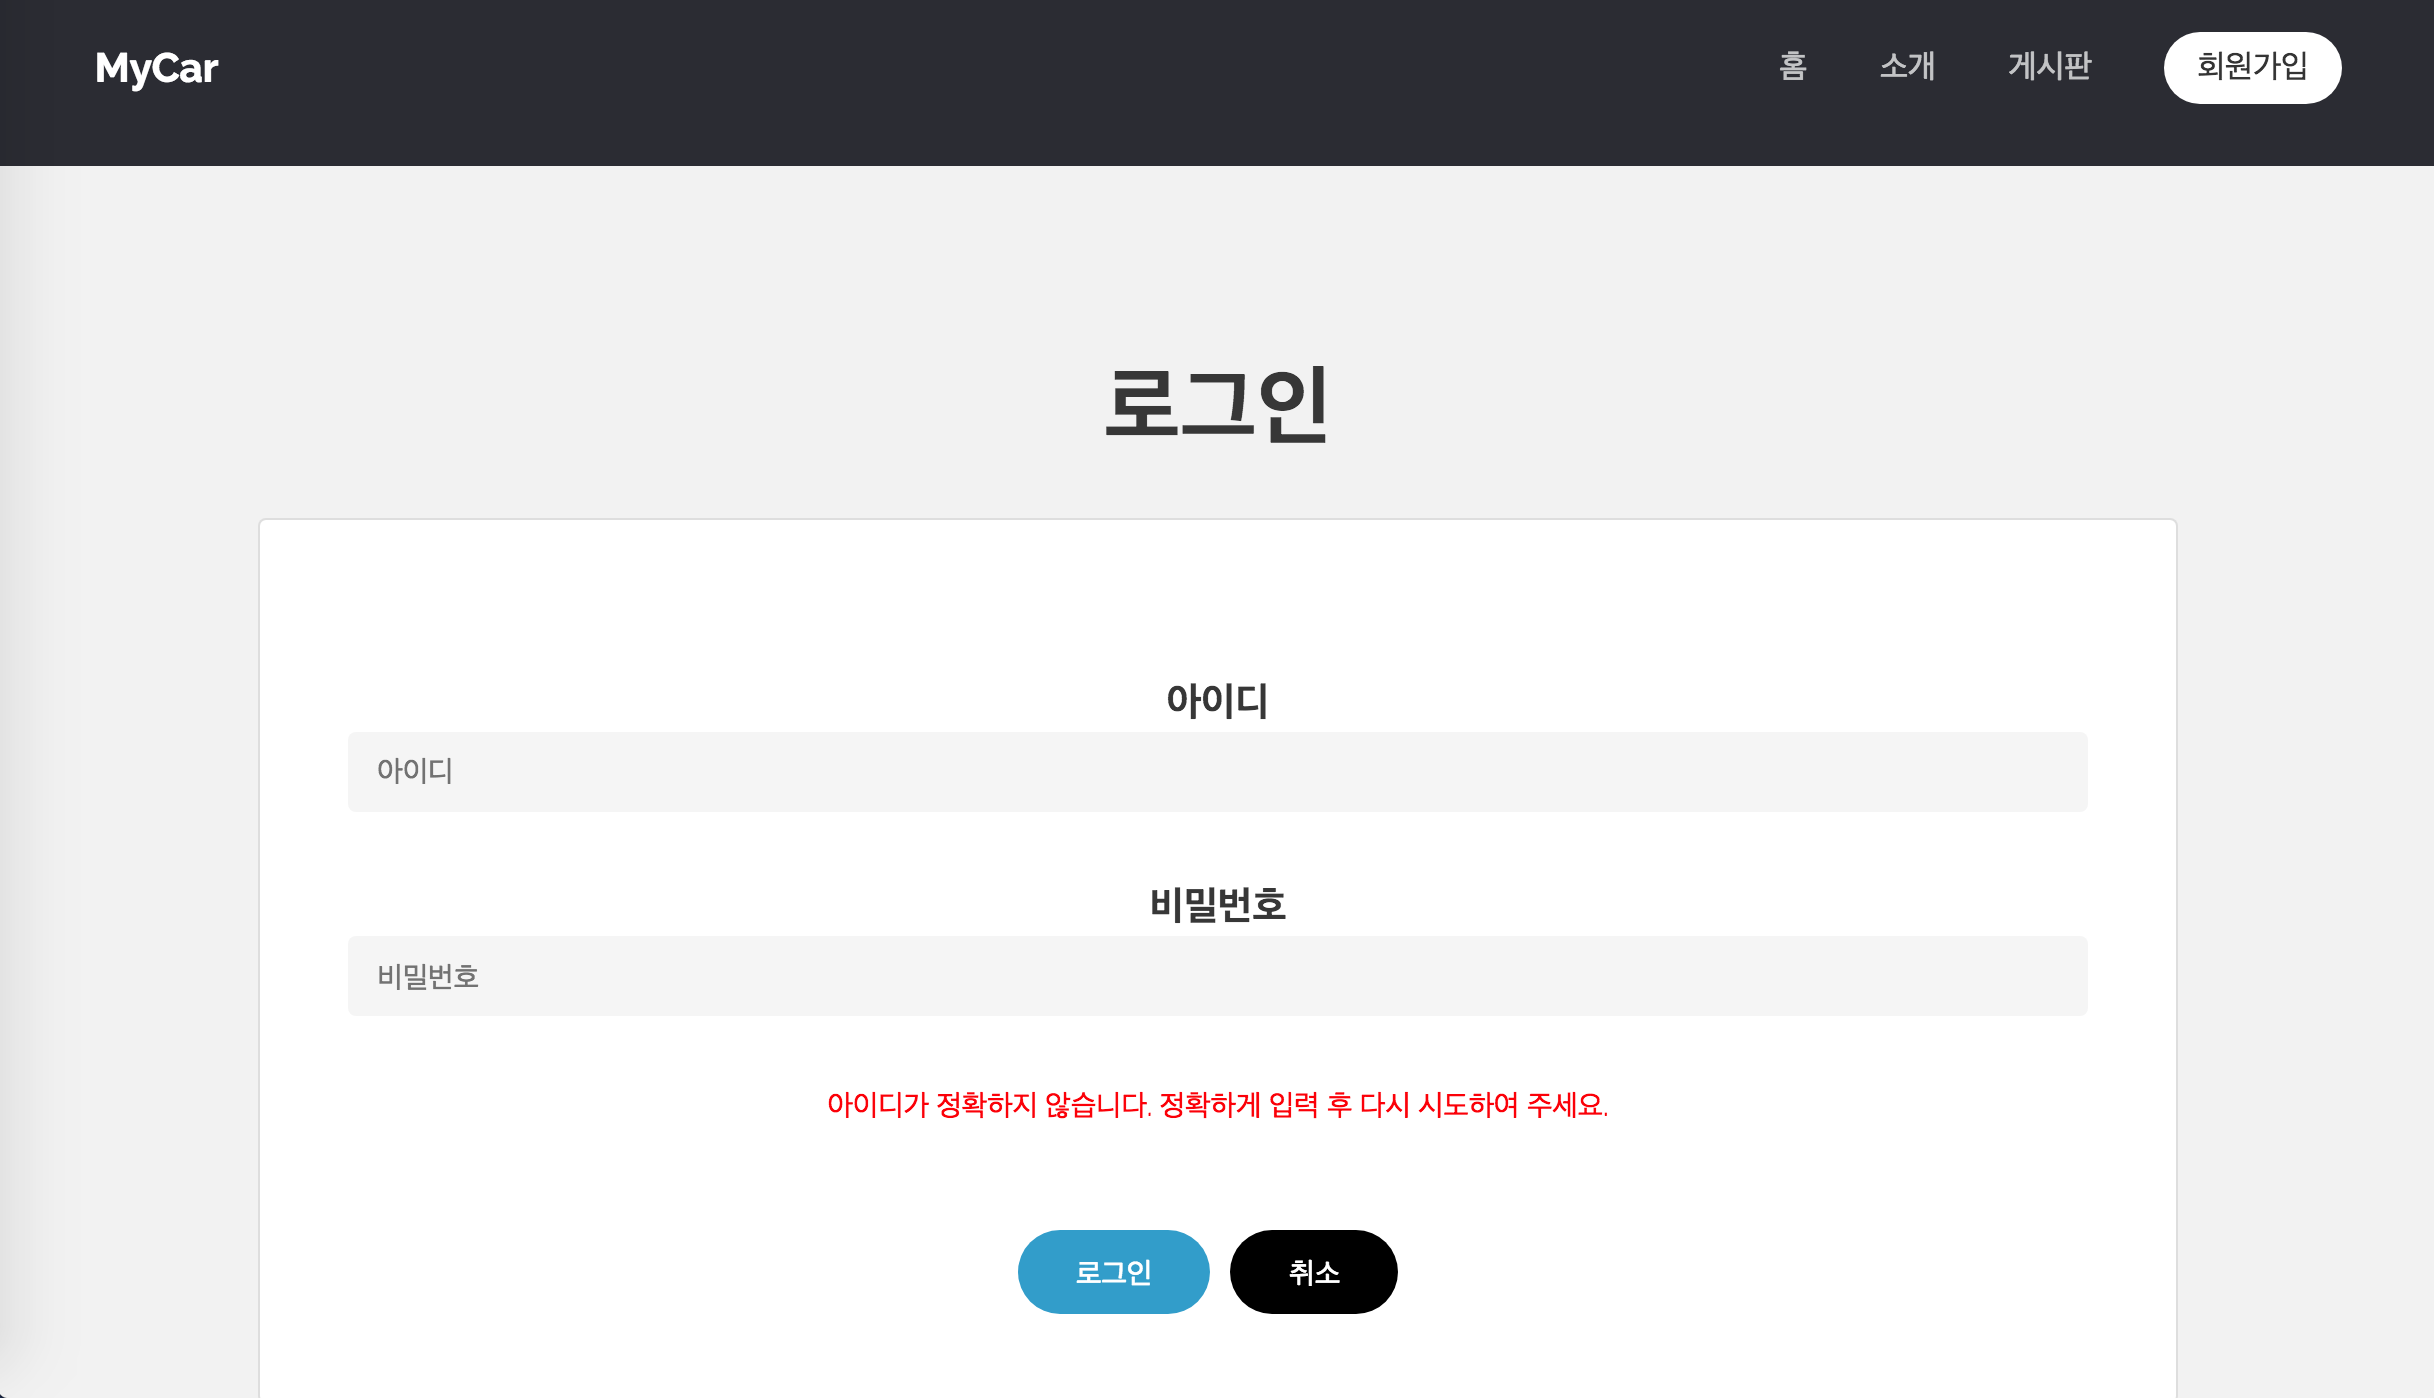 MyCar 홈 소개 게시판 회원가입
로그인
아이디
아이디
비밀번호
비밀번호
아이디가 정확하지 않습니다. 정확하게 입력 후 다시 시도하여 주세요.
로그인 취소